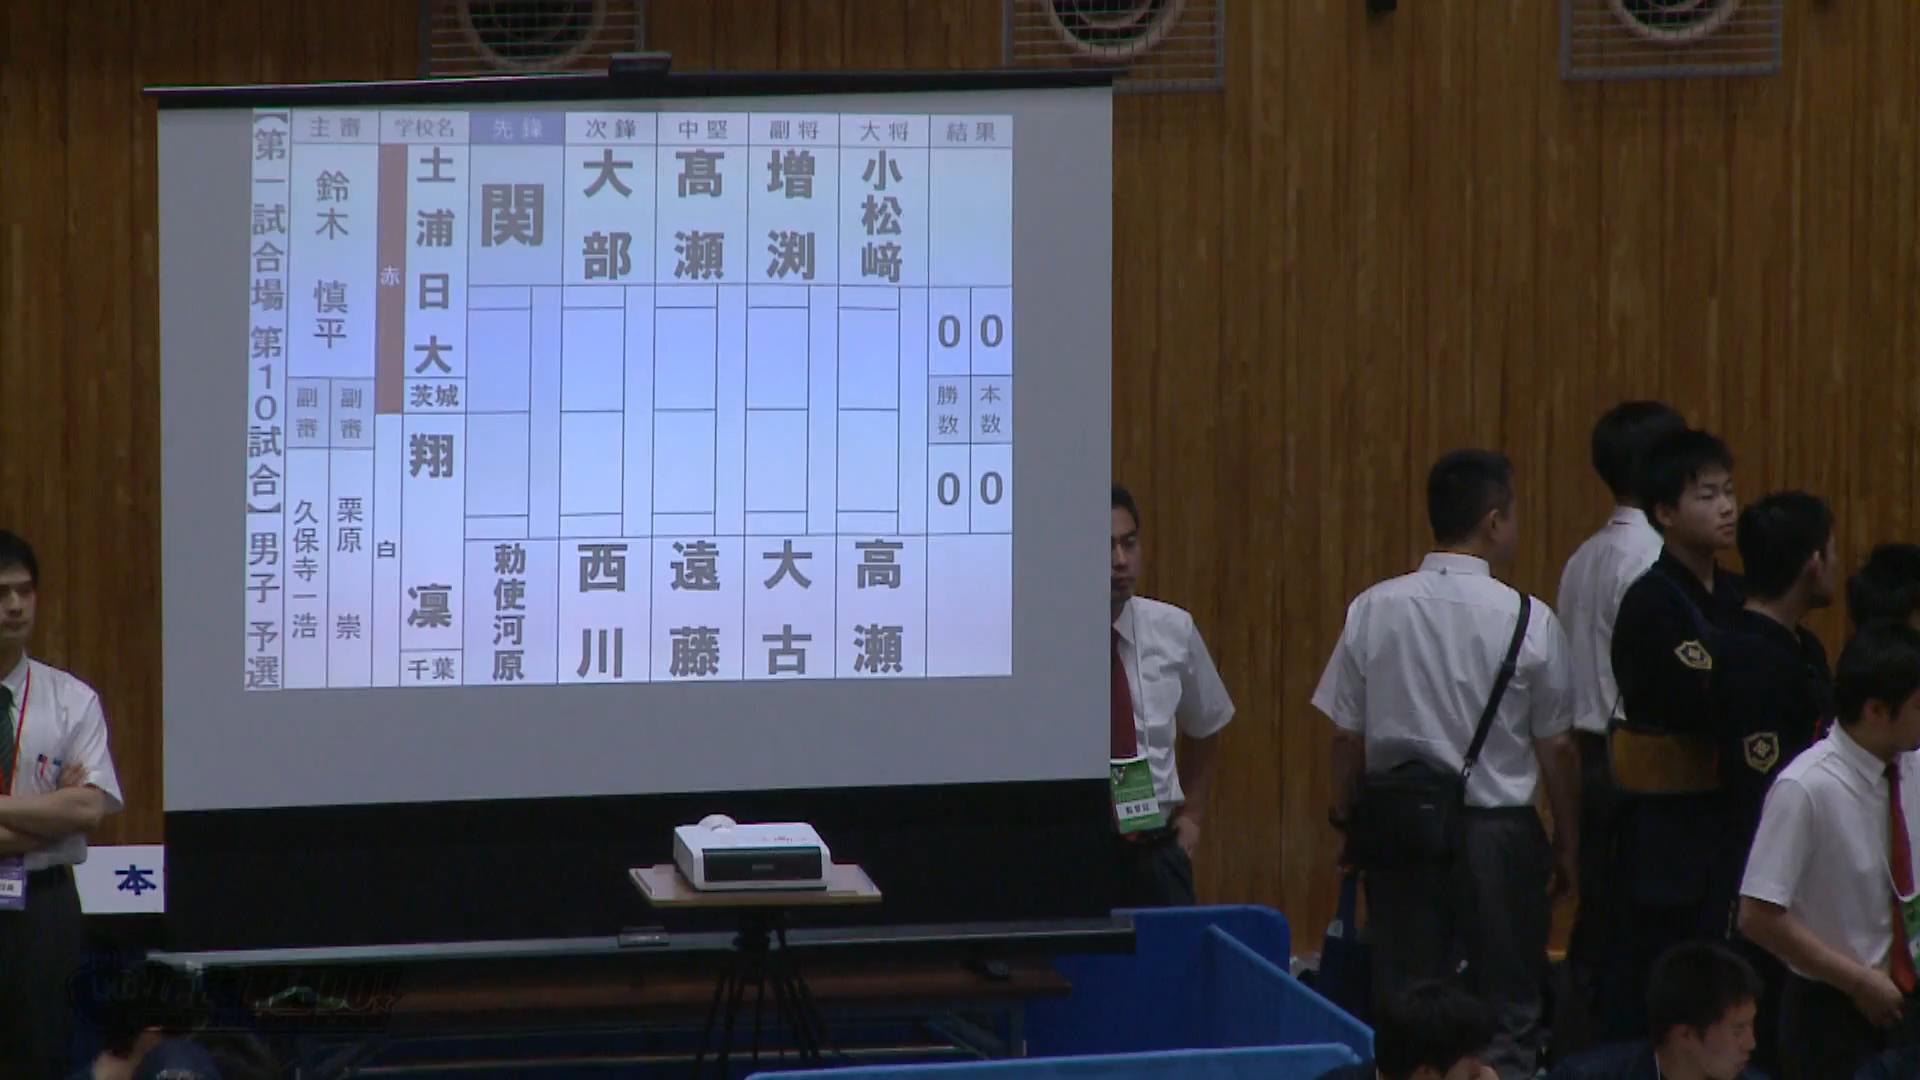 【第一試合場 第10試合】男子 予選
主審
鈴木 慎平
副審
副審
久保寺一浩
栗原 崇
学校名
先鋒
次鋒
中堅
副将
大将
結果
赤
土浦日大
茨城
関
大部
髙瀬
増渕
小松﨑
0
0
勝数
本数
0
0
白
翔凜
千葉
勅使河原
西川
遠藤
大古
高瀬
本